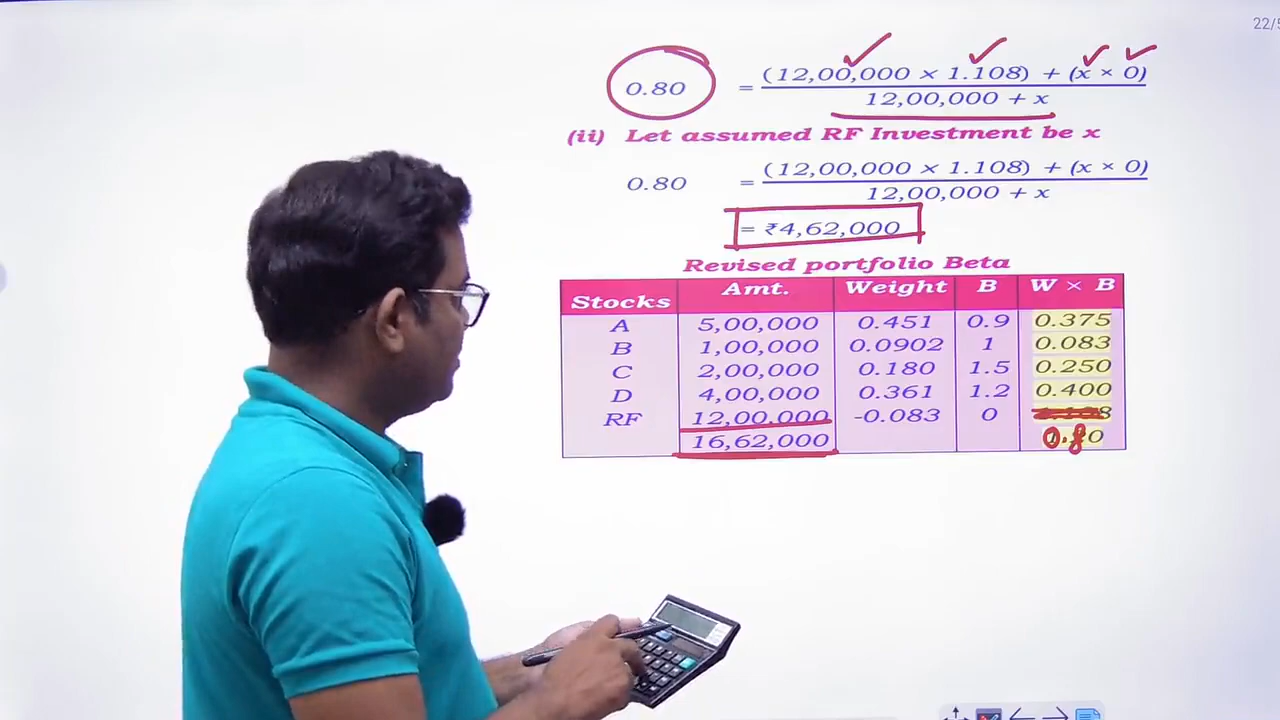 22/5
0.80 = (12,00,000 × 1.108) + (x × 0)
12,00,000 + x
(ii) Let assumed RF Investment be x
0.80 = (12,00,000 × 1.108) + (x × 0)
12,00,000 + x
= ₹4,62,000
Revised portfolio Beta
Stocks Amt. Weight B W × B
A 5,00,000 0.451 0.9 0.375
B 1,00,000 0.0902 1 0.083
C 2,00,000 0.180 1.5 0.250
D 4,00,000 0.361 1.2 0.400
RF 12,00,000 -0.083 0
16,62,000 0.8